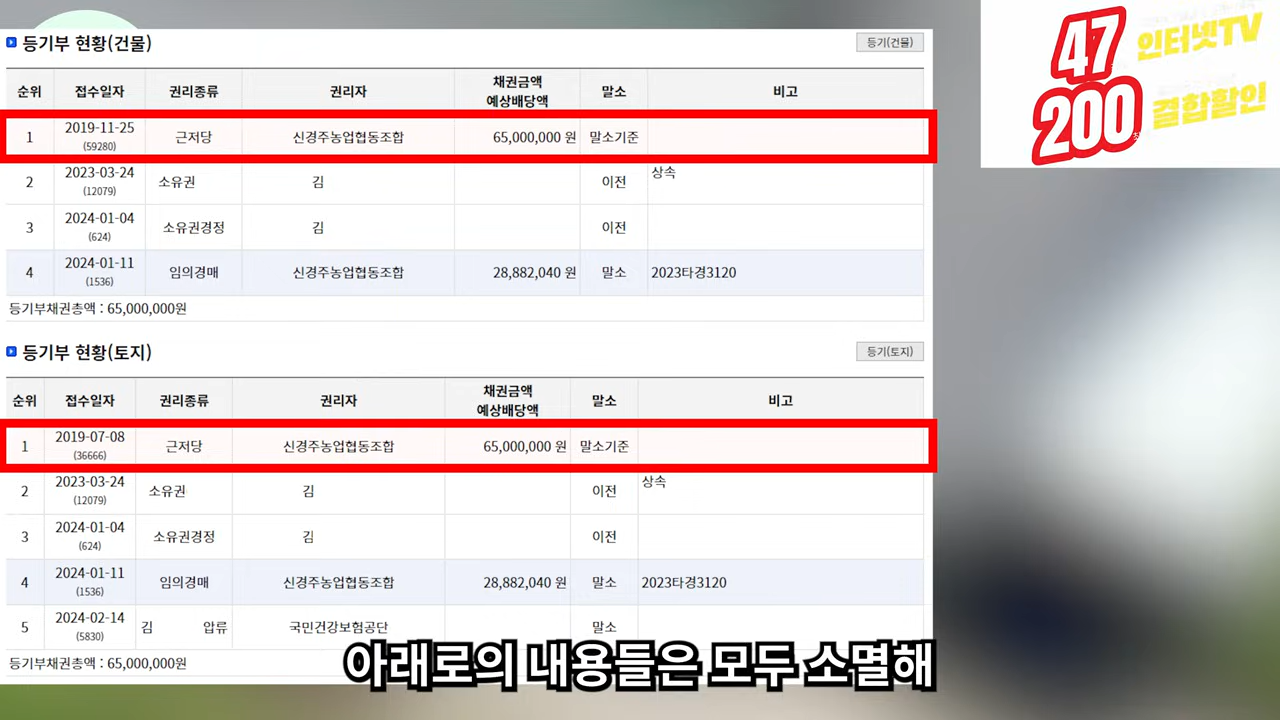 등기부 현황(건물)
등기(건물)
순위 접수일자 권리종류 권리자 채권금액 예상배당액 말소 비고
1 2019-11-25 (59280) 근저당 신경주농업협동조합 65,000,000 원 말소기준
2 2023-03-24 (12079) 소유권 김 이전 상속
3 2024-01-04 (624) 소유권경정 김 이전
4 2024-01-11 (1536) 임의경매 신경주농업협동조합 28,882,040 원 말소 2023타경3120
등기부채권총액 : 65,000,000원
등기부 현황(토지)
등기(토지)
순위 접수일자 권리종류 권리자 채권금액 예상배당액 말소 비고
1 2019-07-08 (36666) 근저당 신경주농업협동조합 65,000,000 원 말소기준
2 2023-03-24 (12079) 소유권 김 이전 상속
3 2024-01-04 (624) 소유권경정 김 이전
4 2024-01-11 (1536) 임의경매 신경주농업협동조합 28,882,040 원 말소 2023타경3120
5 2024-02-14 (5830) 김 압류 국민건강보험공단 말소
등기부채권총액 : 65,000,000원
아래로의 내용들은 모두 소멸해
47 인터넷TV
200 결합할인